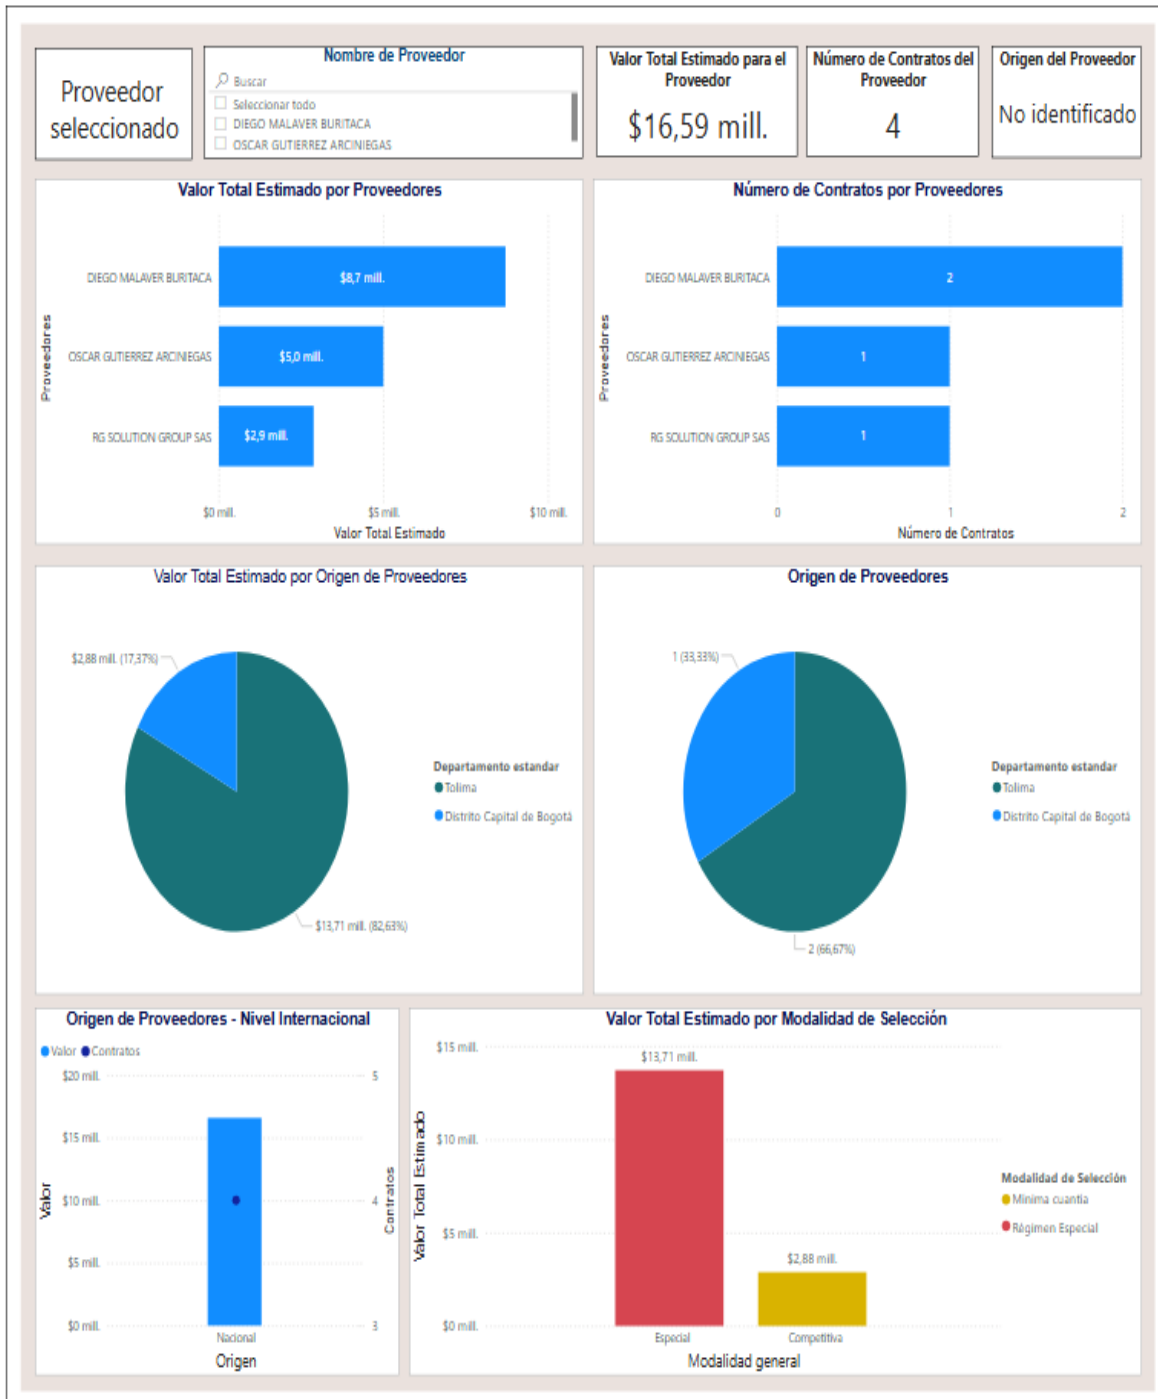 Proveedor
seleccionado
Nombre de Proveedor
Buscar
Seleccionar todo
DIEGO MALAVER BURITACA
OSCAR GUTIERREZ ARCINIEGAS
Valor Total Estimado para el
Proveedor
$16,59 mill.
Número de Contratos del
Proveedor
4
Origen del Proveedor
No identificado
Valor Total Estimado por Proveedores
Proveedores
DIEGO MALAVER BURITACA
$8,7 mill.
OSCAR GUTIERREZ ARCINIEGAS
$5,0 mill.
RG SOLUTION GROUP SAS
$2,9 mill.
$0 mill.
$5 mill.
$10 mill.
Valor Total Estimado
Número de Contratos por Proveedores
Proveedores
DIEGO MALAVER BURITACA
2
OSCAR GUTIERREZ ARCINIEGAS
1
RG SOLUTION GROUP SAS
1
0
1
2
Número de Contratos
Valor Total Estimado por Origen de Proveedores
$2,88 mill. (17,37%)
$13,71 mill. (82,63%)
Departamento estandar
Tolima
Distrito Capital de Bogotá
Origen de Proveedores
1 (33,33%)
2 (66,67%)
Departamento estandar
Tolima
Distrito Capital de Bogotá
Origen de Proveedores - Nivel Internacional
Valor
Contratos
$20 mill.
$15 mill.
$10 mill.
$5 mill.
$0 mill.
5
4
3
Valor
Contratos
Nacional
Origen
Valor Total Estimado por Modalidad de Selección
Valor Total Estimado
$15 mill.
$10 mill.
$5 mill.
$0 mill.
$13,71 mill.
$2,88 mill.
Especial
Competitiva
Modalidad general
Modalidad de Selección
Mínima cuantía
Régimen Especial